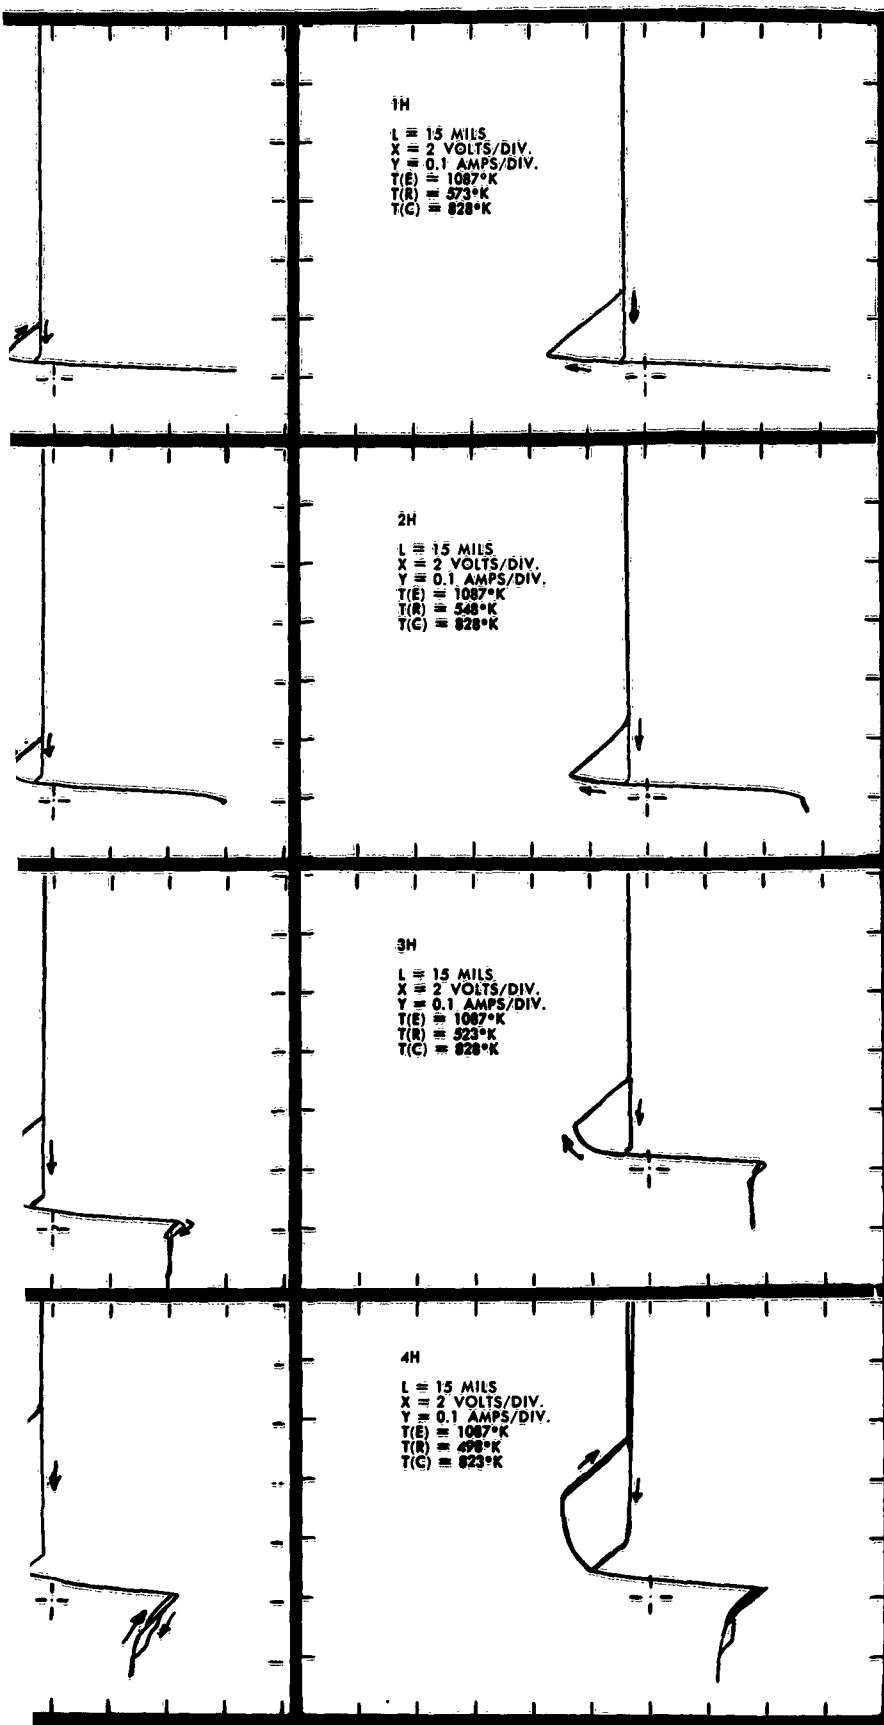 1H
L = 15 MILS
X = 2 VOLTS/DIV.
Y = 0.1 AMPS/DIV.
T(E) = 1087°K
T(R) = 573°K
T(C) = 828°K
2H
L = 15 MILS
X = 2 VOLTS/DIV.
Y = 0.1 AMPS/DIV.
T(E) = 1087°K
T(R) = 548°K
T(C) = 828°K
3H
L = 15 MILS
X = 2 VOLTS/DIV.
Y = 0.1 AMPS/DIV.
T(E) = 1087°K
T(R) = 523°K
T(C) = 828°K
4H
L = 15 MILS
X = 2 VOLTS/DIV.
Y = 0.1 AMPS/DIV.
T(E) = 1087°K
T(R) = 498°K
T(C) = 823°K